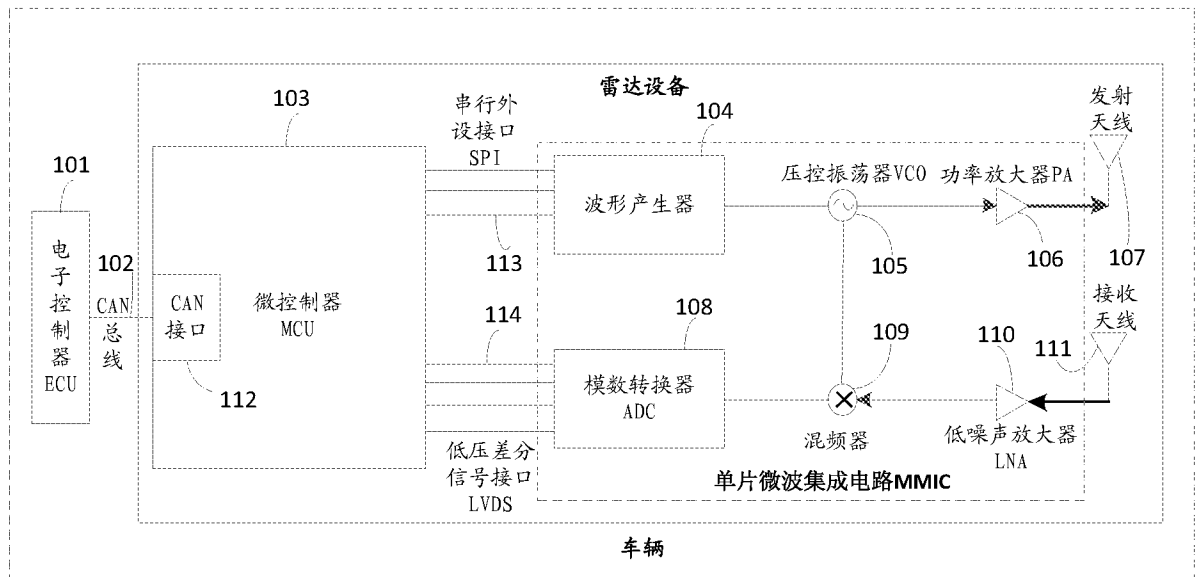 雷达设备
103
串行外
设接口
SPI
104
发射
天线
101
压控振荡器VCO
功率放大器PA
波形产生器
102
电
子
控
制
器
ECU
CAN
总
线
CAN
接口
微控制器
MCU
113
105
106
107
接收
天线
114
108
109
110
111
112
模数转换器
ADC
混频器
低噪声放大器
LNA
低压差分
信号接口
LVDS
单片微波集成电路MMIC
车辆